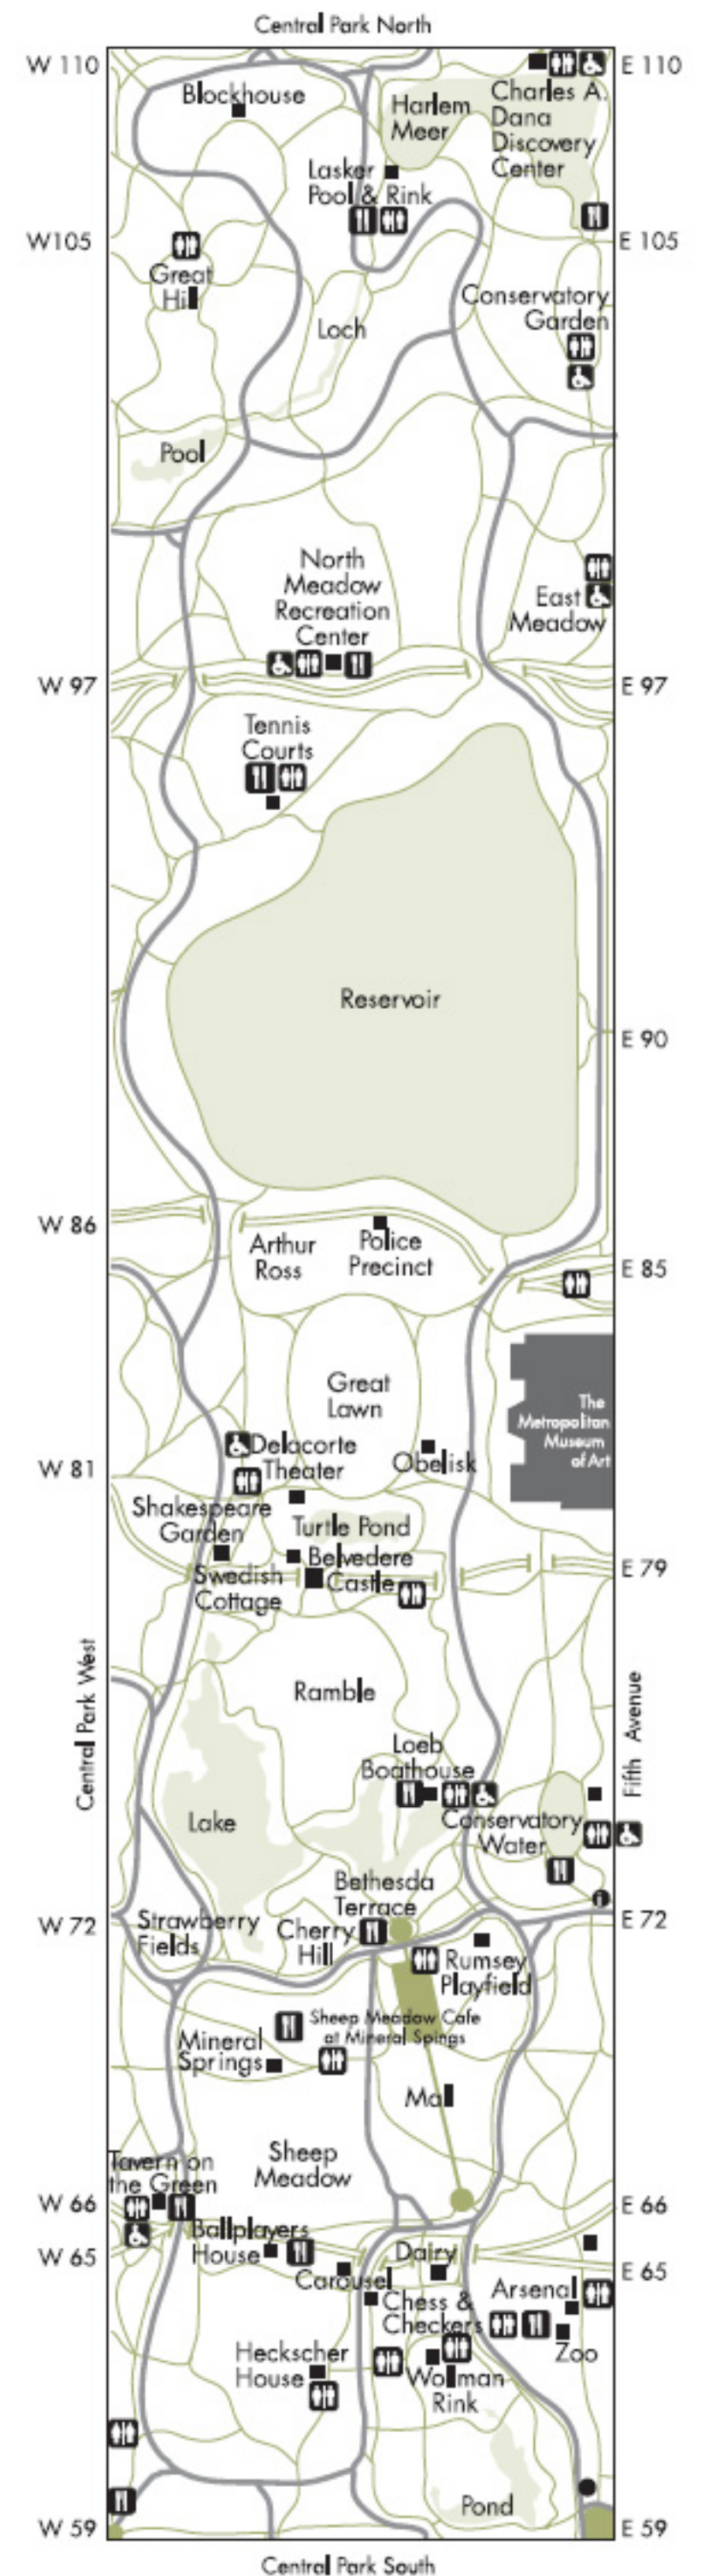 Central Park North
W 110
E 110
Blockhouse
Harlem
Meer
Charles A.
Dana
Discovery
Center
Lasker
Pool & Rink
W105
E 105
Great
Hill
Conservatory
Garden
Loch
Pool
North
Meadow
Recreation
Center
East
Meadow
W 97
E 97
Tennis
Courts
Reservoir
E 90
W 86
Arthur
Ross
Police
Precinct
E 85
Great
Lawn
The
Metropolitan
Museum
of Art
Delacorte
Theater
Obelisk
W 81
Shakespeare
Garden
Turtle Pond
Belvedere
Castle
Swedish
Cottage
E 79
Central Park West
Fifth Avenue
Ramble
Loeb
Boathouse
Lake
Conservatory
Water
Bethesda
Terrace
W 72
Strawberry
Fields
Cherry
Hill
E 72
Rumsey
Playfield
Sheep Meadow Cafe
at Mineral Spings
Mineral
Springs
Mall
Sheep
Meadow
Tavern on
the Green
W 66
E 66
Ballplayers
House
W 65
Dairy
E 65
Carousel
Arsenal
Chess &
Checkers
Zoo
Heckscher
House
Wolman
Rink
Pond
W 59
E 59
Central Park South